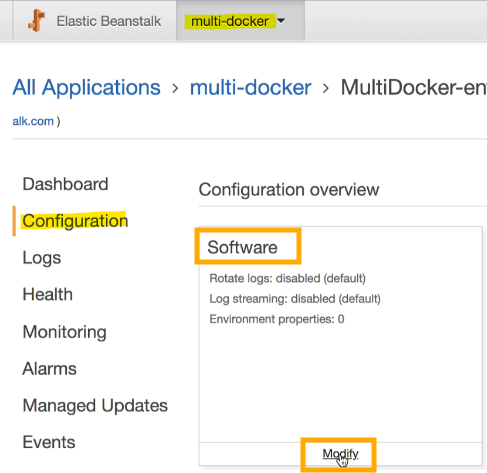 Elastic Beanstalk multi-docker
All Applications > multi-docker > MultiDocker-en
alk.com )
Dashboard
Configuration
Logs
Health
Monitoring
Alarms
Managed Updates
Events
Configuration overview
Software
Rotate logs: disabled (default)
Log streaming: disabled (default)
Environment properties: 0
Modify